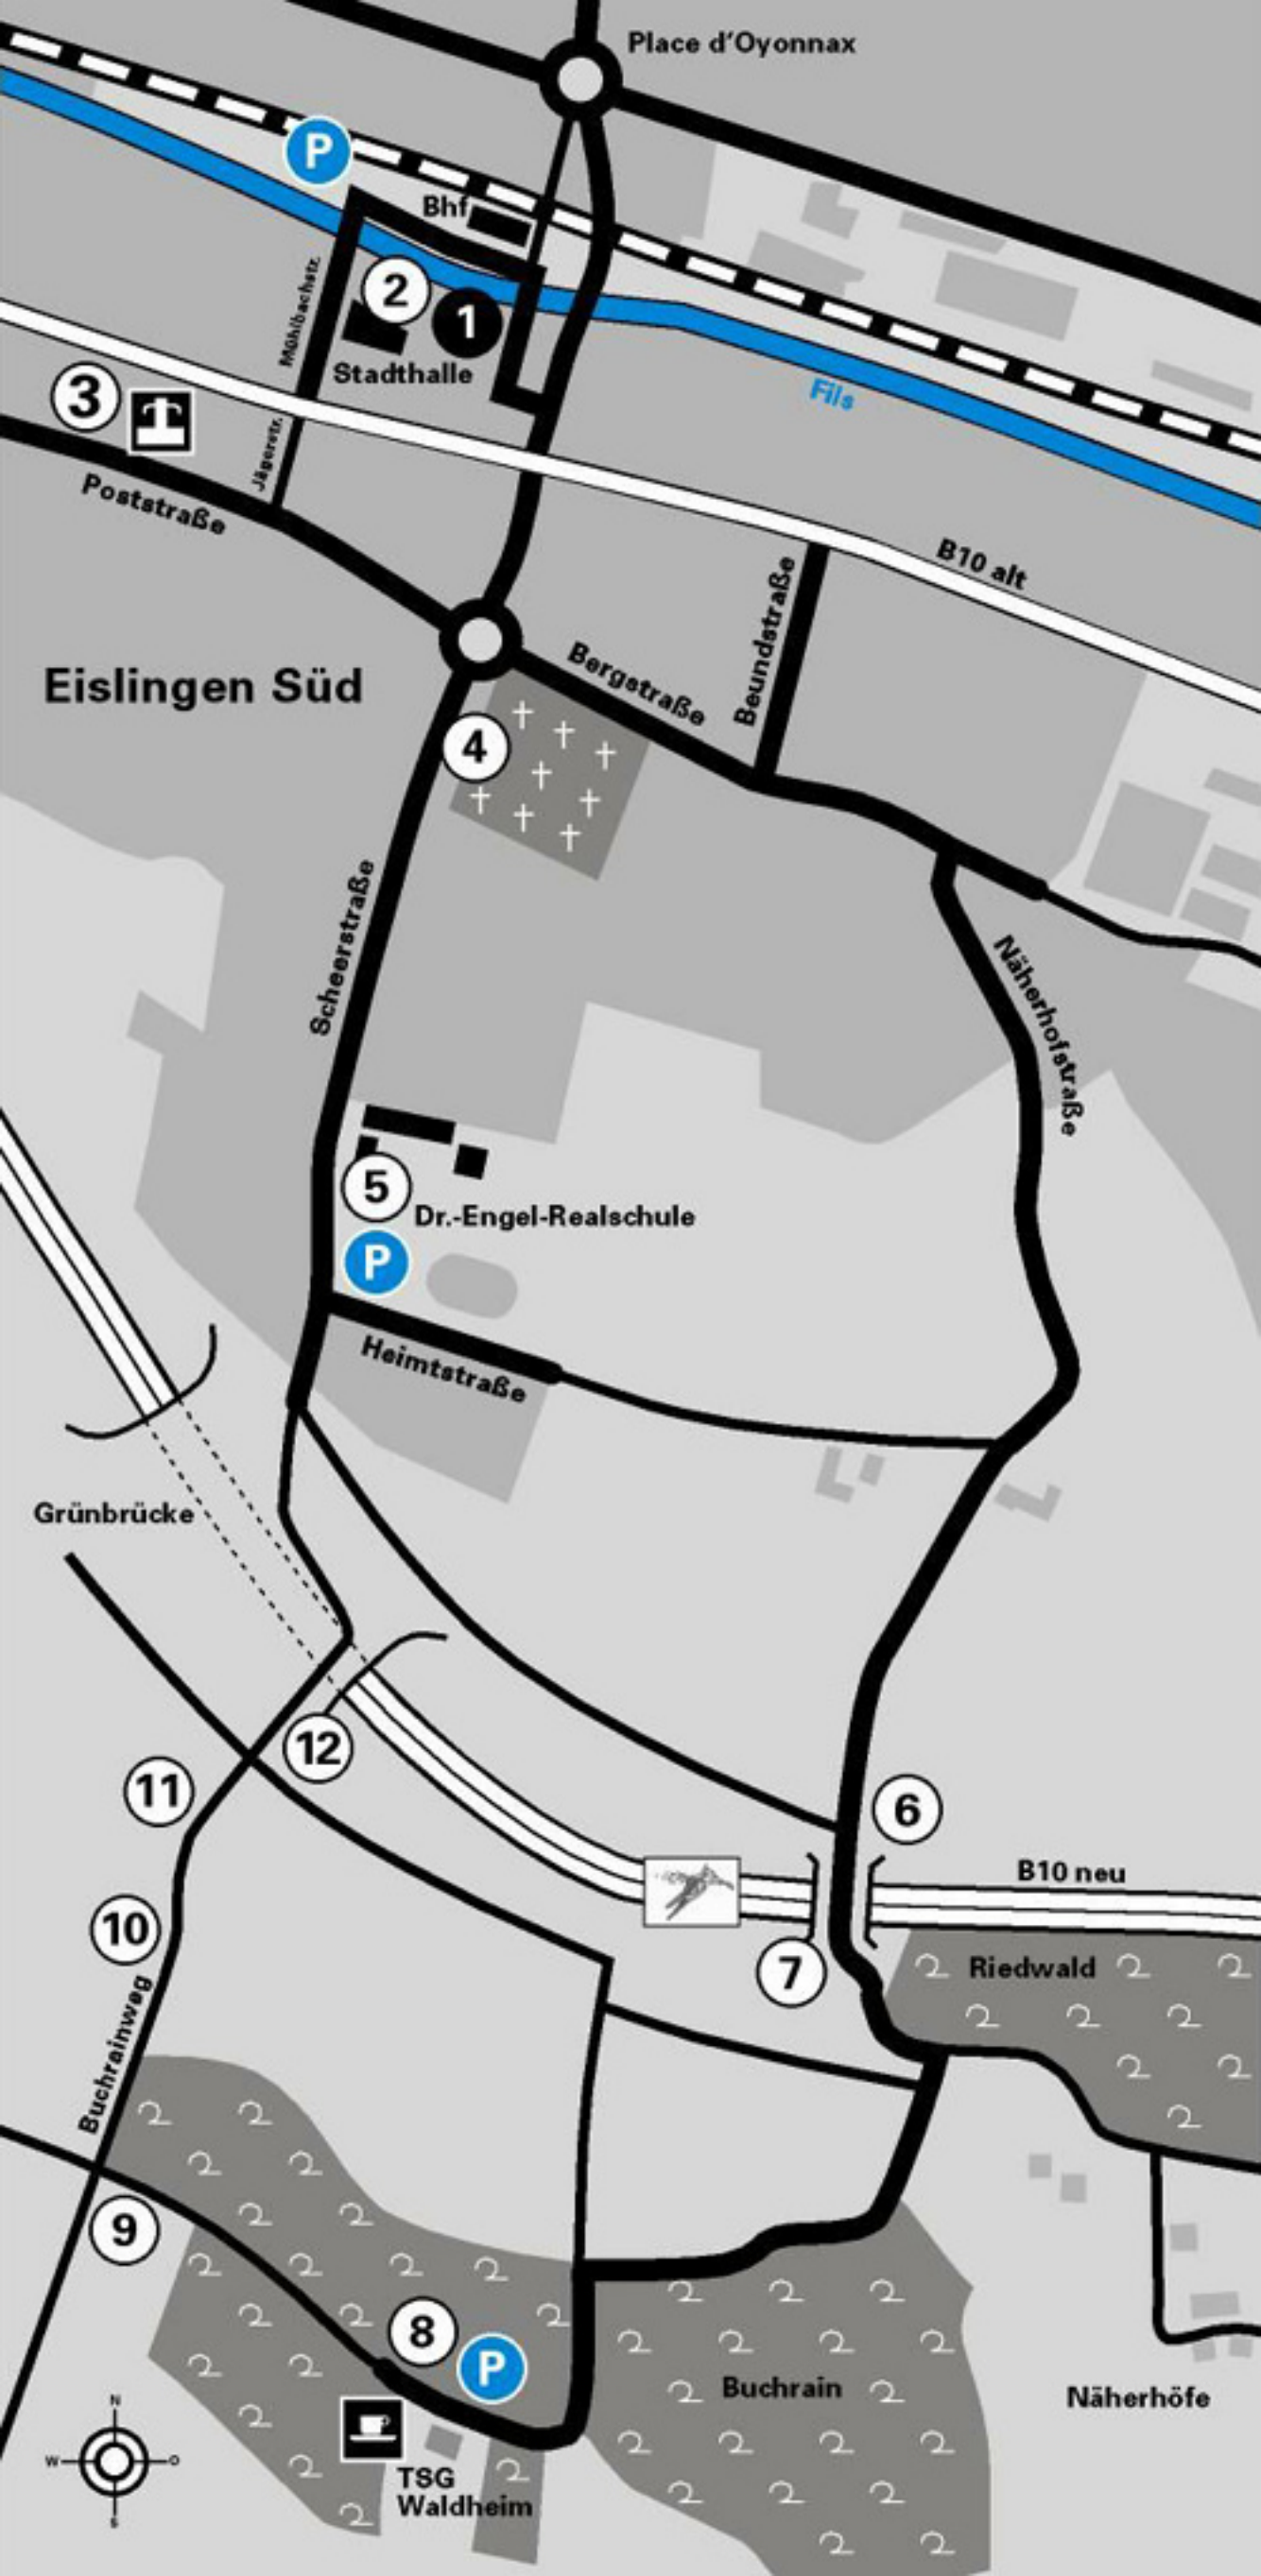 Place d'Oyonnax
P
Bhf
2
1
Mühlbachstr.
Stadthalle
3
Fils
Jägerstr.
Poststraße
B10 alt
Beundstraße
Bergstraße
Eislingen Süd
4
Scheerstraße
Näherhofstraße
5
Dr.-Engel-Realschule
P
Heimtstraße
Grünbrücke
12
11
6
B10 neu
10
7
Riedwald
Buchrainweg
9
8
P
Buchrain
Näherhöfe
N
W
O
S
TSG
Waldheim